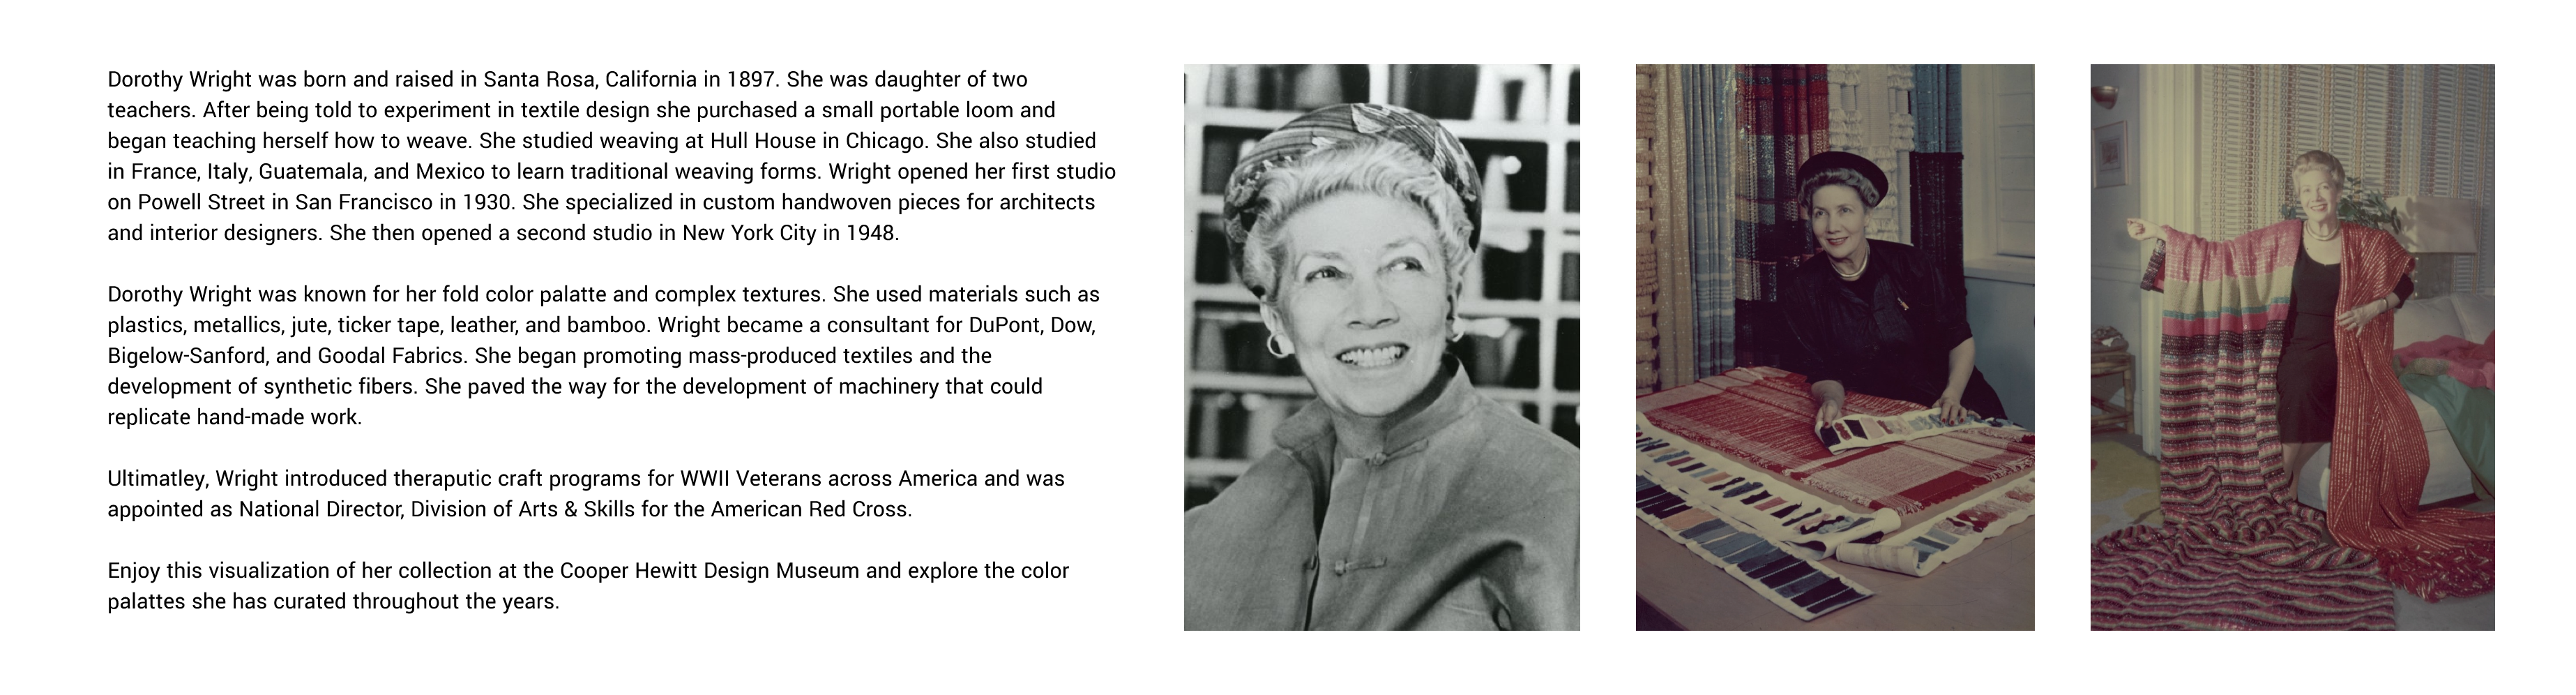 Dorothy Wright was born and raised in Santa Rosa, California in 1897. She was daughter of two
teachers. After being told to experiment in textile design she purchased a small portable loom and
began teaching herself how to weave. She studied weaving at Hull House in Chicago. She also studied
in France, Italy, Guatemala, and Mexico to learn traditional weaving forms. Wright opened her first studio
on Powell Street in San Francisco in 1930. She specialized in custom handwoven pieces for architects
and interior designers. She then opened a second studio in New York City in 1948.
Dorothy Wright was known for her fold color palatte and complex textures. She used materials such as
plastics, metallics, jute, ticker tape, leather, and bamboo. Wright became a consultant for DuPont, Dow,
Bigelow-Sanford, and Goodal Fabrics. She began promoting mass-produced textiles and the
development of synthetic fibers. She paved the way for the development of machinery that could
replicate hand-made work.
Ultimatley, Wright introduced theraputic craft programs for WWII Veterans across America and was
appointed as National Director, Division of Arts & Skills for the American Red Cross.
Enjoy this visualization of her collection at the Cooper Hewitt Design Museum and explore the color
palattes she has curated throughout the years.